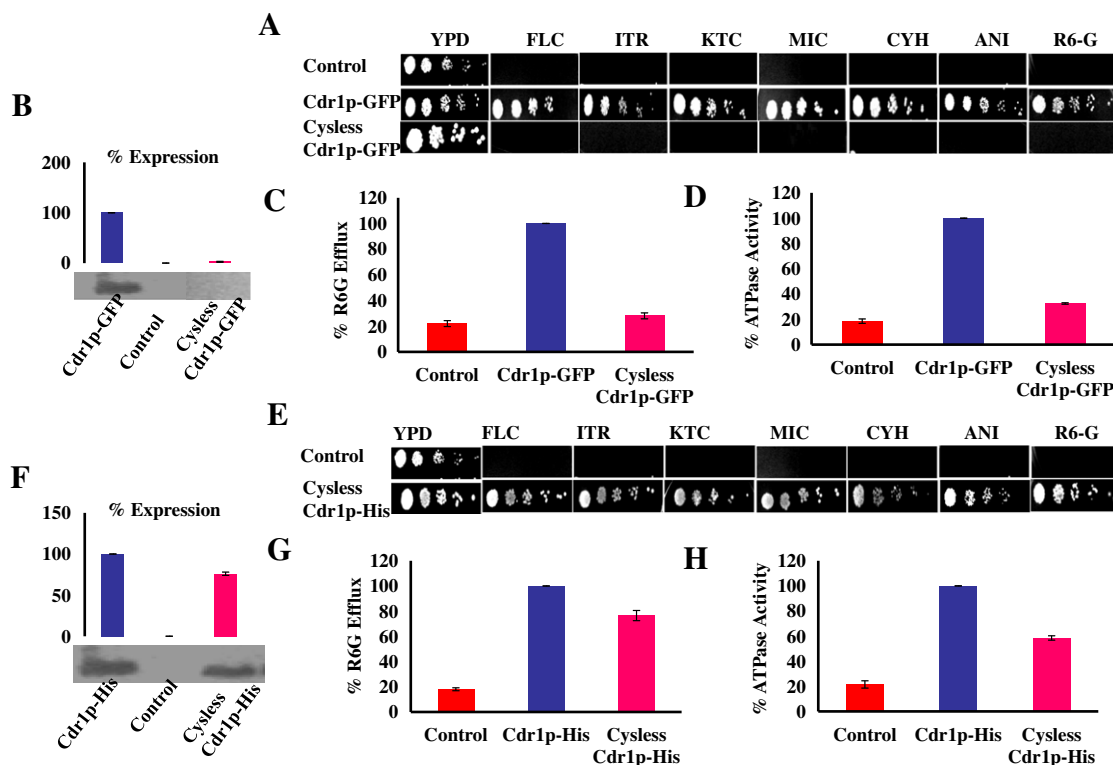 A
YPD FLC ITR KTC MIC CYH ANI R6-G
Control
Cdr1p-GFP
Cysless
Cdr1p-GFP
B
% Expression
200
100
0
Cdr1p-GFP
Control
Cysless
Cdr1p-GFP
C
% R6G Efflux
120
100
80
60
40
20
0
Control Cdr1p-GFP Cysless
Cdr1p-GFP
D
% ATPase Activity
120
100
80
60
40
20
0
Control Cdr1p-GFP Cysless
Cdr1p-GFP
E
YPD FLC ITR KTC MIC CYH ANI R6-G
Control
Cysless
Cdr1p-His
F
% Expression
150
100
50
0
Cdr1p-His
Control
Cysless
Cdr1p-His
G
% R6G Efflux
120
100
80
60
40
20
0
Control Cdr1p-His Cysless
Cdr1p-His
H
% ATPase Activity
120
100
80
60
40
20
0
Control Cdr1p-His Cysless
Cdr1p-His